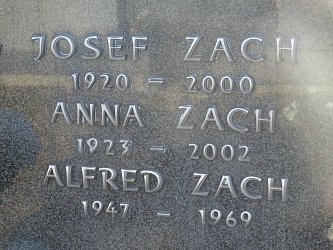 JOSEF ZACH
1920 – 2000
ANNA ZACH
1923 – 2002
ALFRED ZACH
1947 – 1969